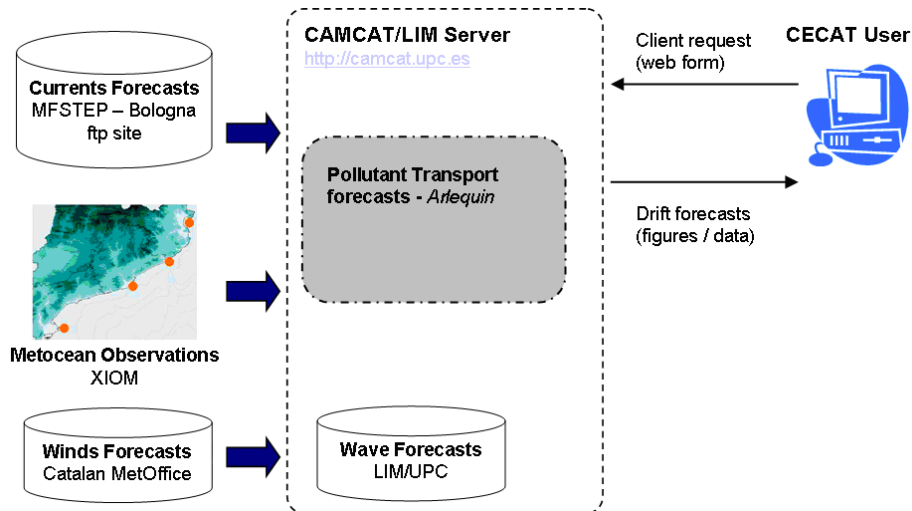 CAMCAT/LIM Server
http://camcat.upc.es
Currents Forecasts
MFSTEP – Bologna
ftp site
Pollutant Transport
forecasts - Arlequin
Client request
(web form)
CECAT User
Drift forecasts
(figures / data)
Metocean Observations
XIOM
Winds Forecasts
Catalan MetOffice
Wave Forecasts
LIM/UPC